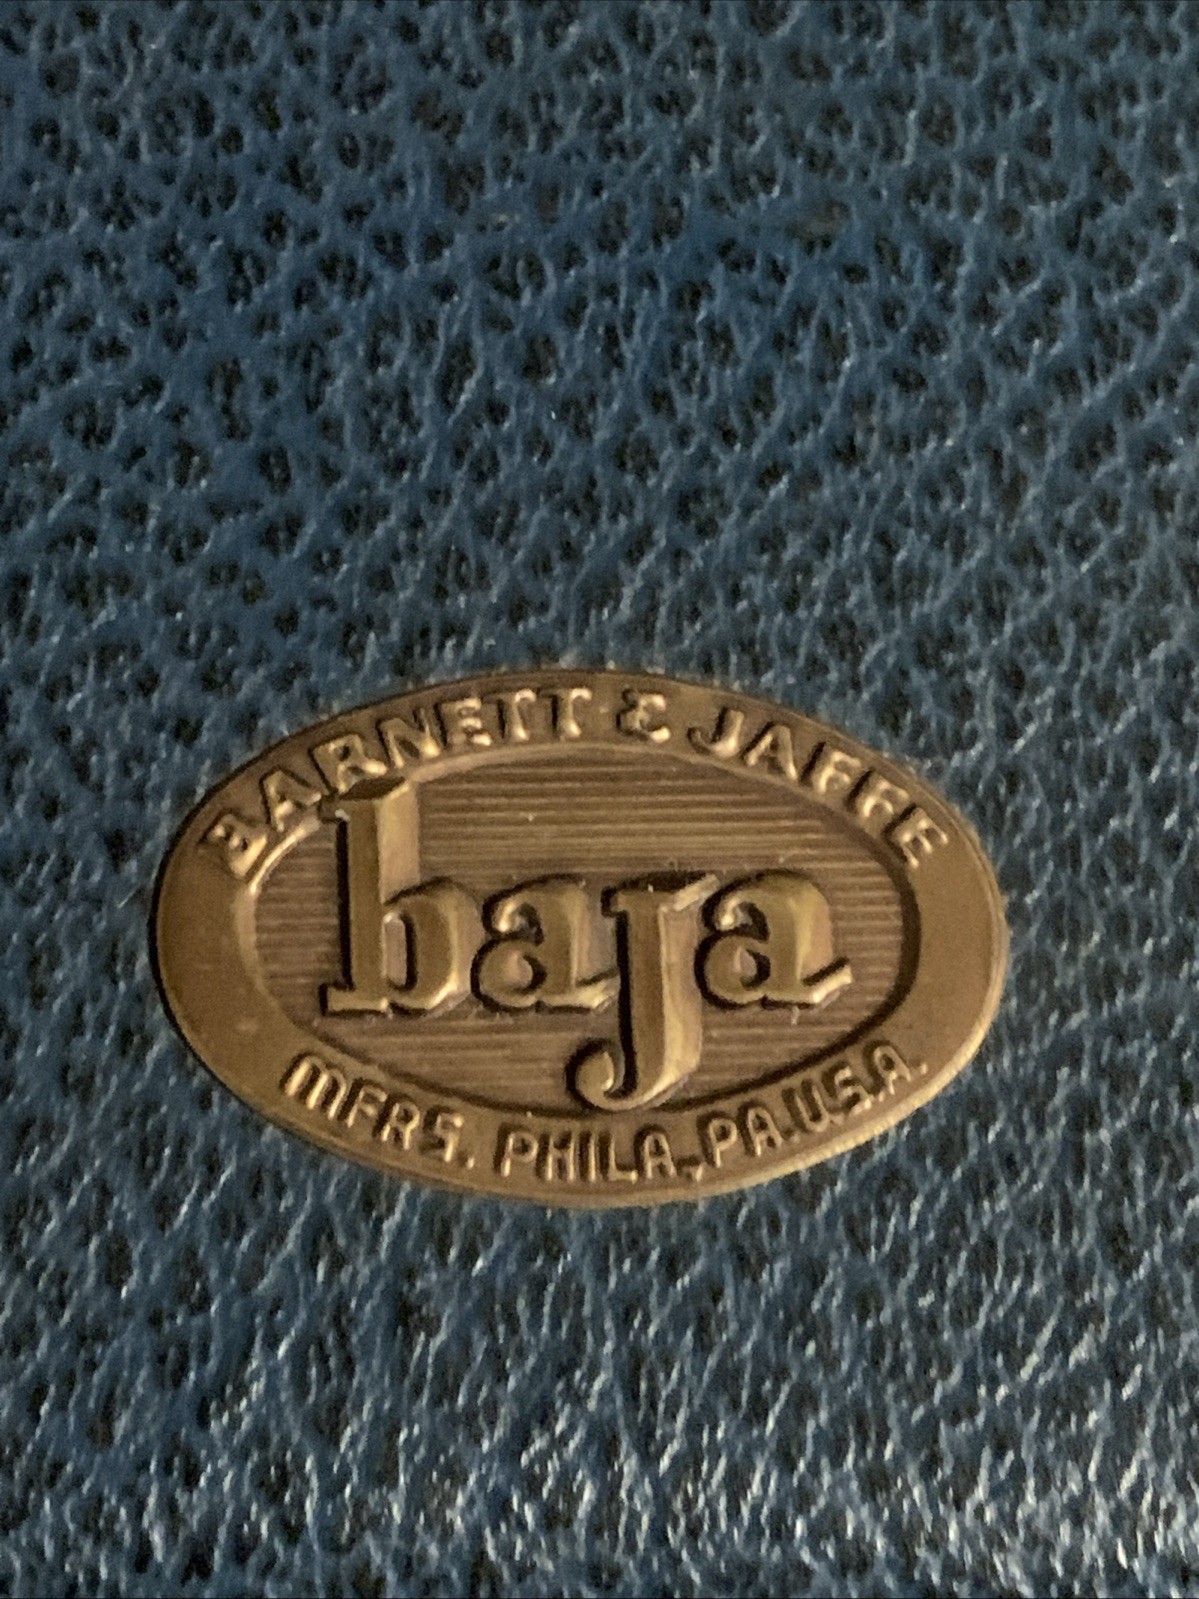 BARNETT & JAFFE
baja
MFRS. PHILA., PA. U.S.A.